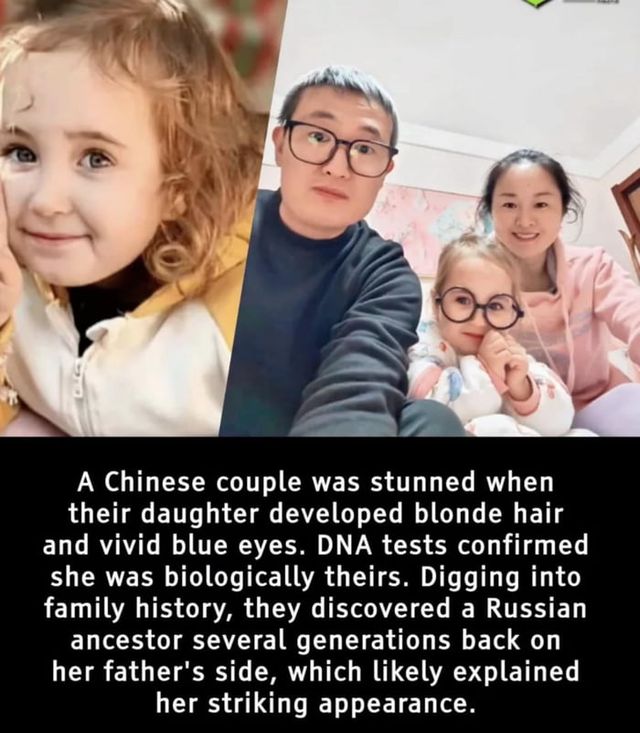 A Chinese couple was stunned when
their daughter developed blonde hair
and vivid blue eyes. DNA tests confirmed
she was biologically theirs. Digging into
family history, they discovered a Russian
ancestor several generations back on
her father's side, which likely explained
her striking appearance.